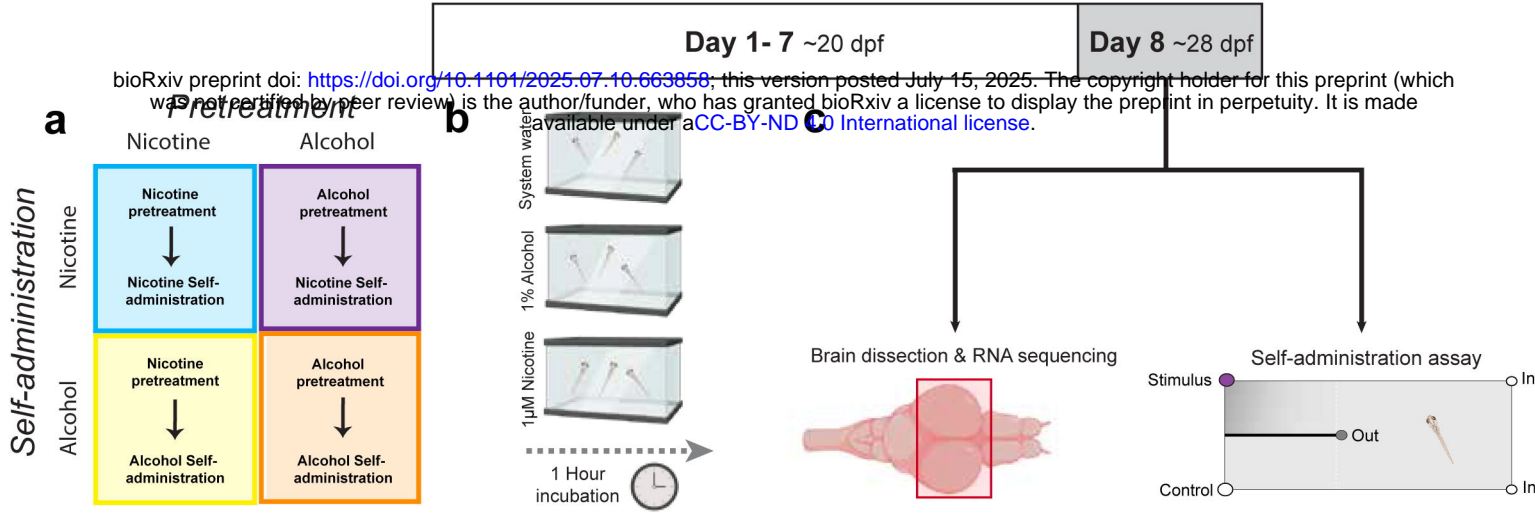 Day 1- 7 ~20 dpf
Day 8 ~28 dpf
bioRxiv preprint doi: https://doi.org/10.1101/2025.07.10.663858; this version posted July 15, 2025. The copyright holder for this preprint (which
was not certified by peer review) is the author/funder, who has granted bioRxiv a license to display the preprint in perpetuity. It is made
available under aCC-BY-ND 4.0 International license.
a
Pretreatment
Nicotine
Alcohol
Self-administration
Nicotine
Alcohol
Nicotine
pretreatment
Nicotine Self-
administration
Alcohol
pretreatment
Nicotine Self-
administration
Nicotine
pretreatment
Alcohol Self-
administration
Alcohol
pretreatment
Alcohol Self-
administration
b
System water
1% Alcohol
1µM Nicotine
1 Hour
incubation
c
Brain dissection & RNA sequencing
Self-administration assay
Stimulus
In
Out
Control
In